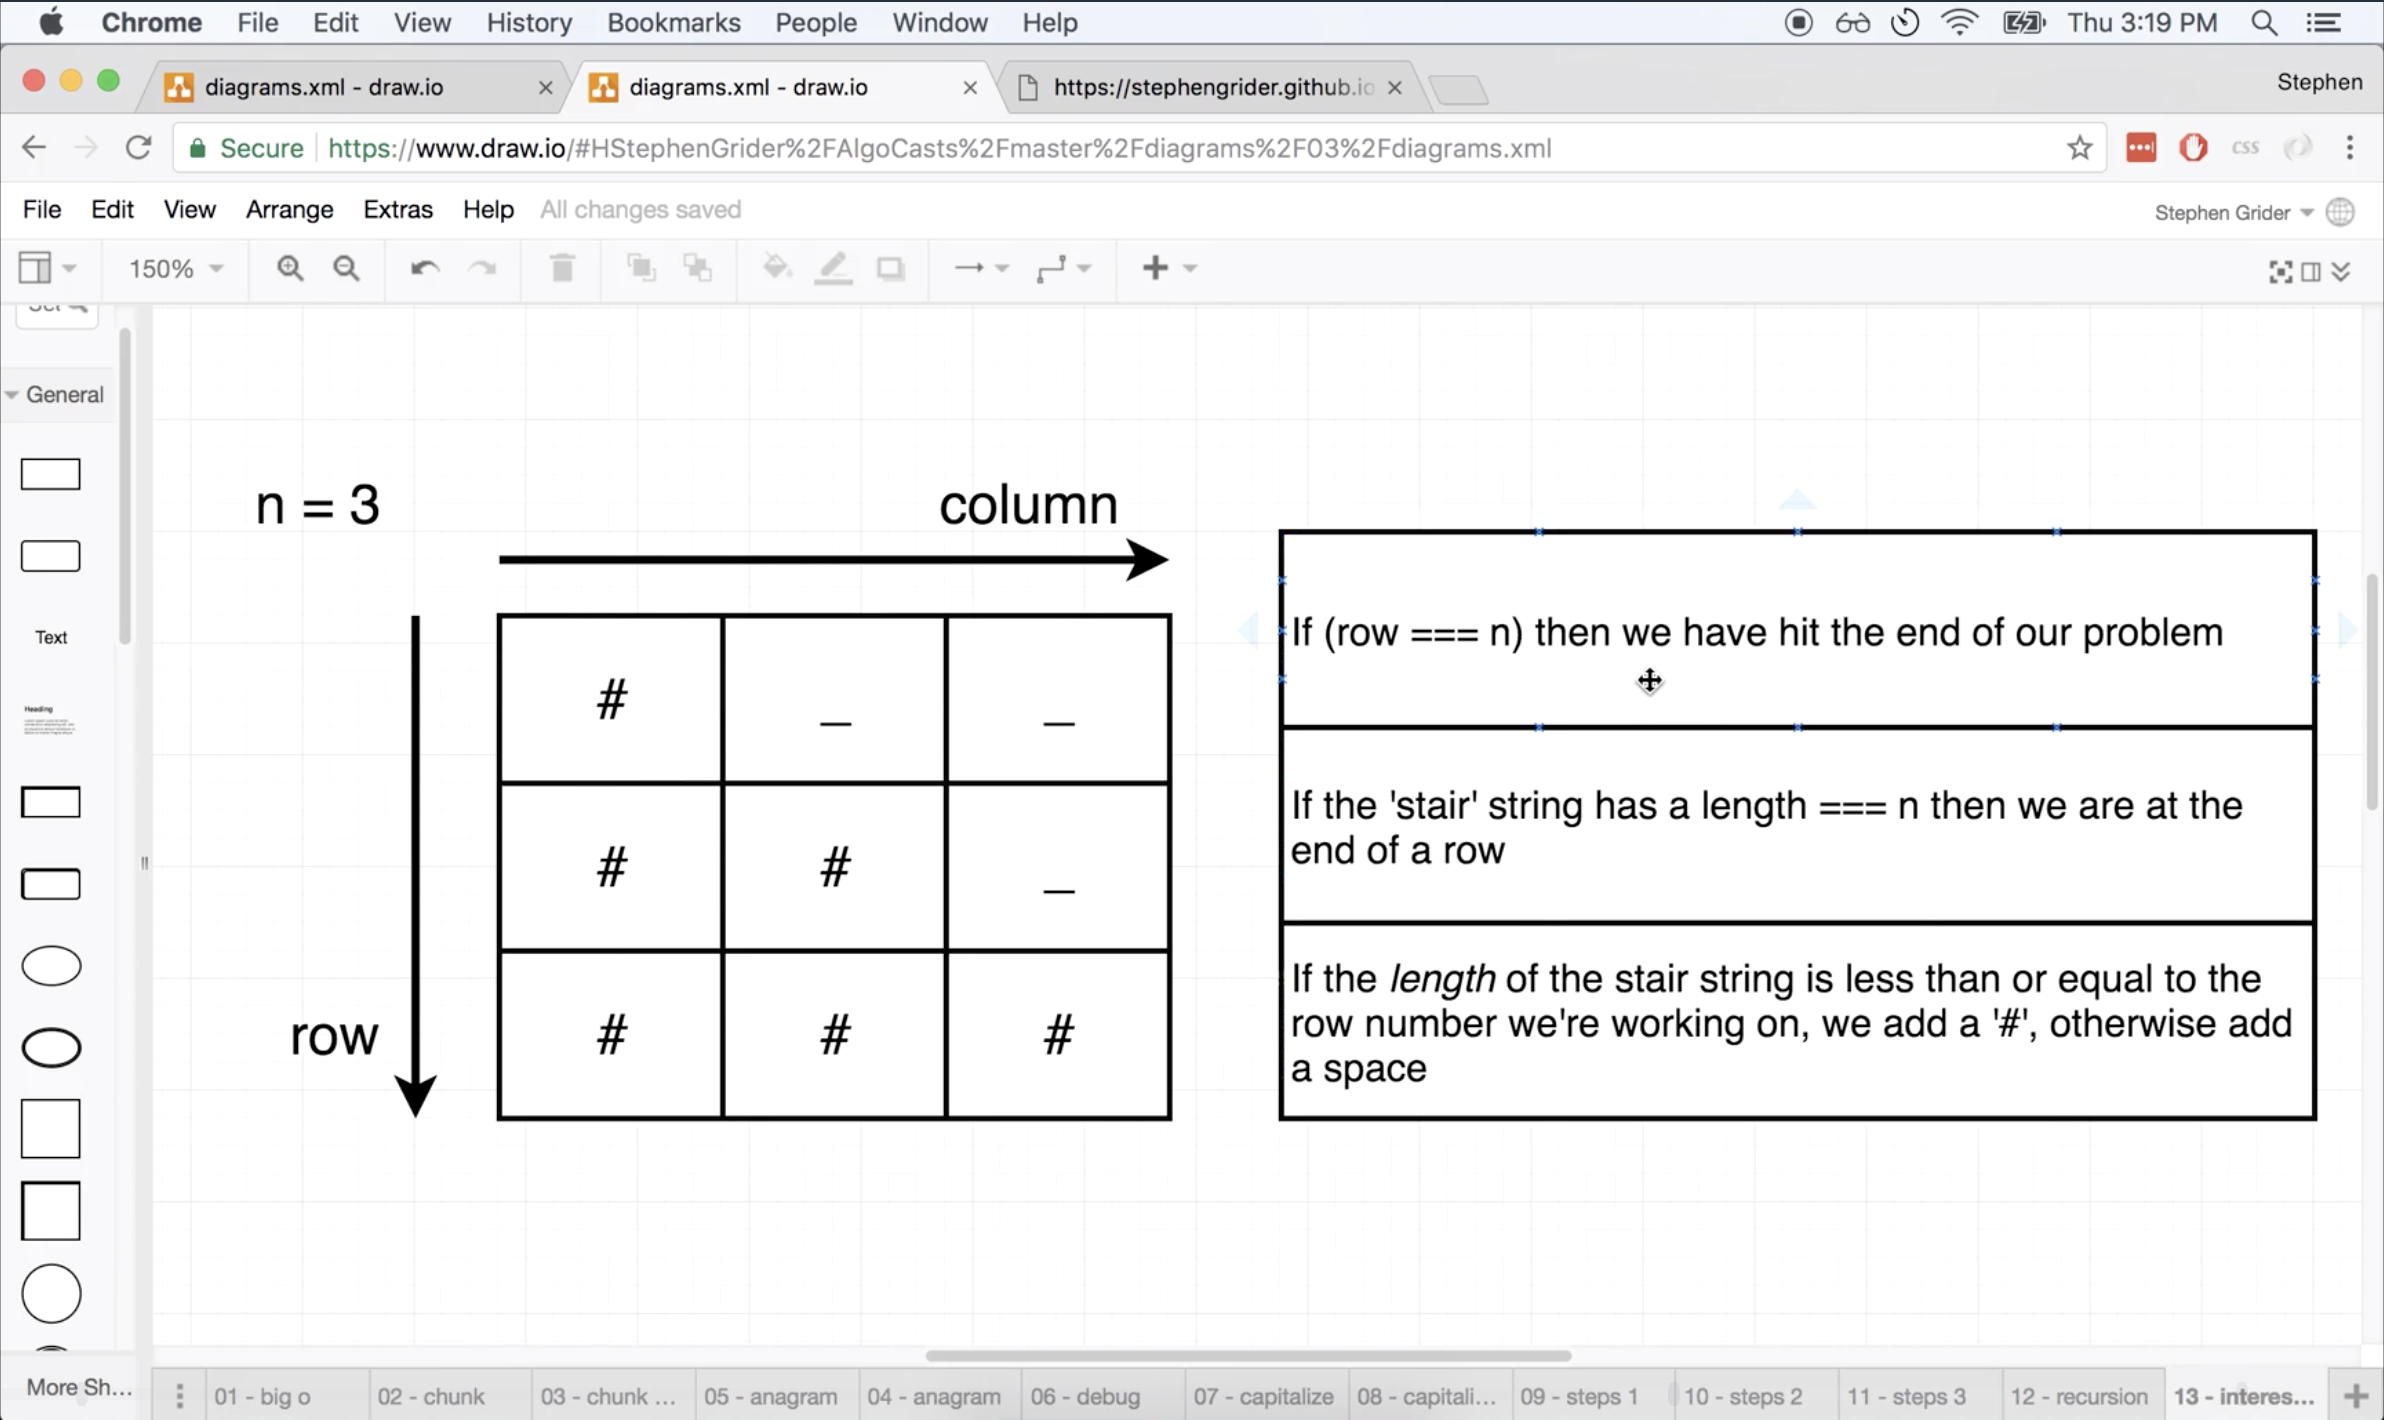 Chrome File Edit View History Bookmarks People Window Help Thu 3:19 PM
diagrams.xml - draw.io diagrams.xml - draw.io https://stephengrider.github.io Stephen
Secure https://www.draw.io/#HStephenGrider%2FAlgoCasts%2Fmaster%2Fdiagrams%2F03%2Fdiagrams.xml css
File Edit View Arrange Extras Help All changes saved Stephen Grider
150%
General
Text
Heading
More Sh...
n = 3
column
row
# _ _
# # _
# # #
If (row === n) then we have hit the end of our problem
If the 'stair' string has a length === n then we are at the
end of a row
If the length of the stair string is less than or equal to the
row number we're working on, we add a '#', otherwise add
a space
01 - big o 02 - chunk 03 - chunk ... 05 - anagram 04 - anagram 06 - debug 07 - capitalize 08 - capitali... 09 - steps 1 10 - steps 2 11 - steps 3 12 - recursion 13 - interes...